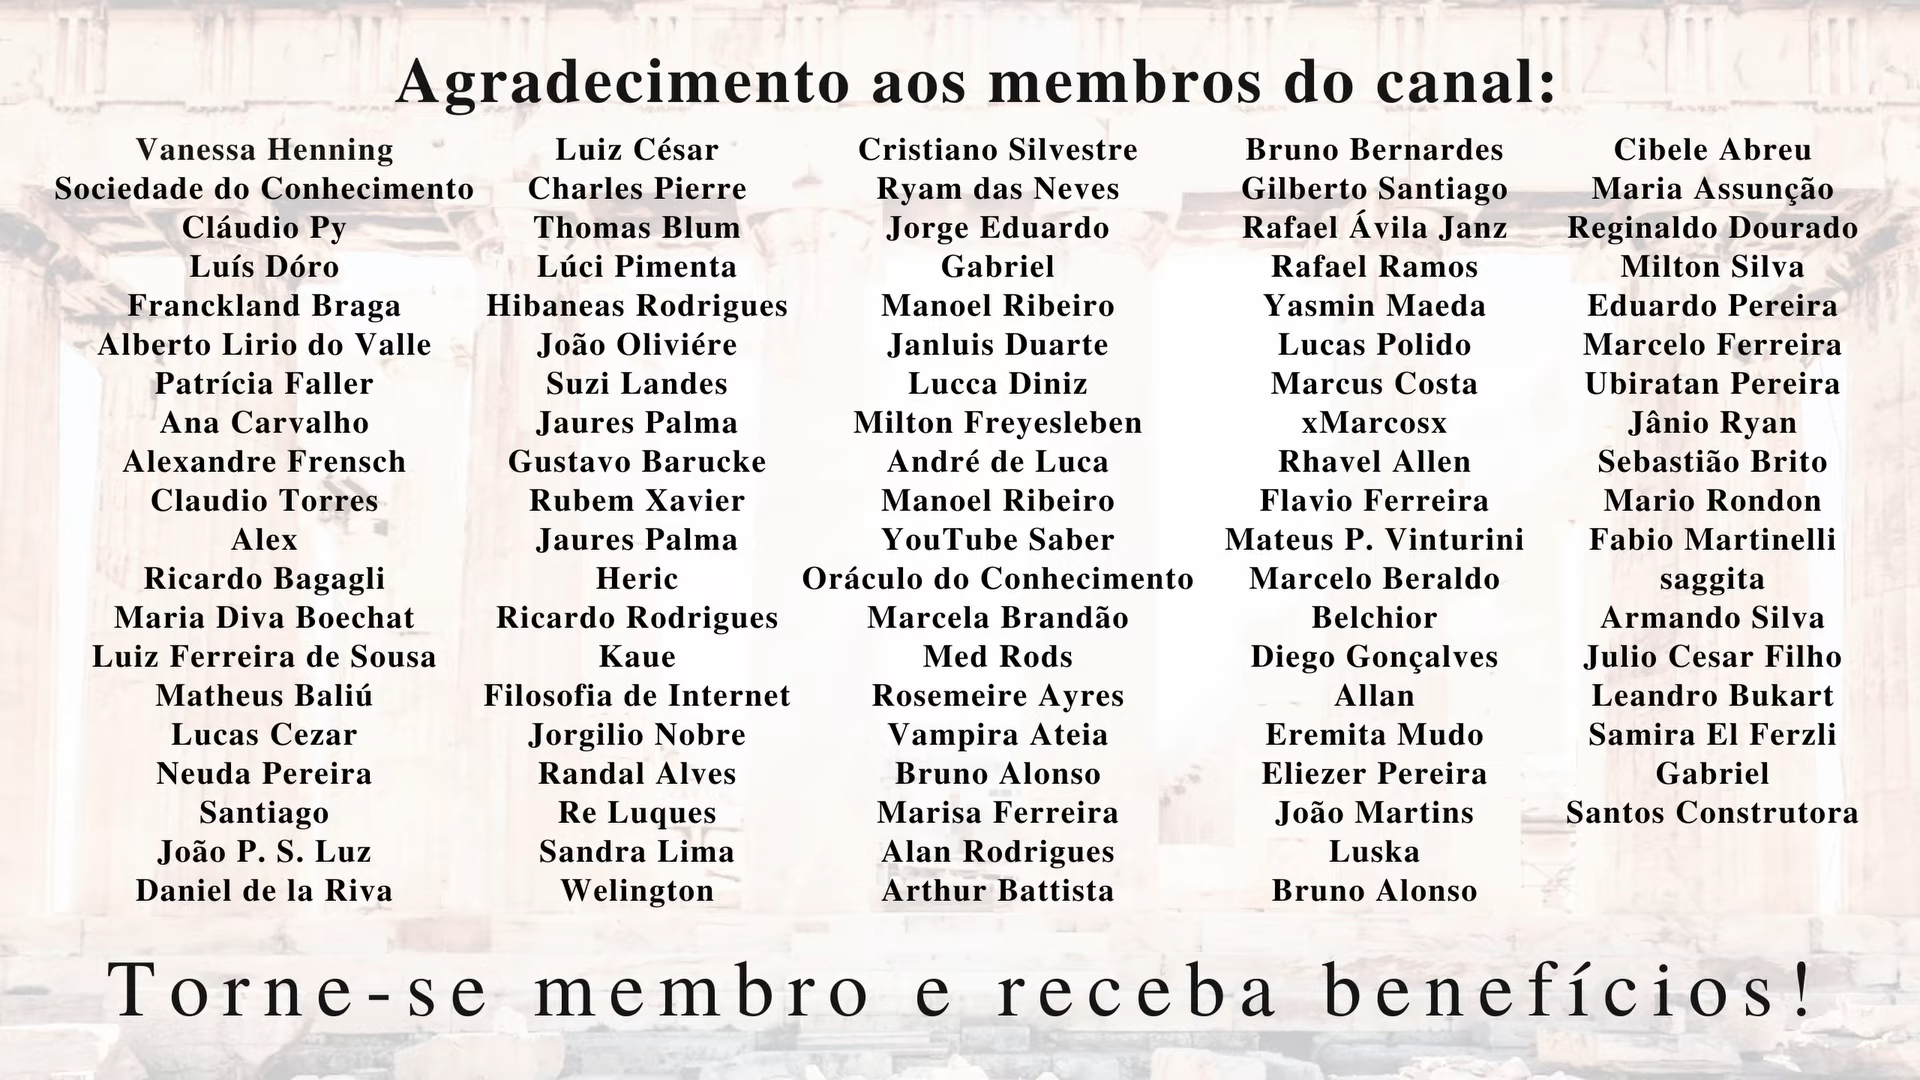 Agradecimento aos membros do canal:
Vanessa Henning
Sociedade do Conhecimento
Cláudio Py
Luís Dóro
Franckland Braga
Alberto Lirio do Valle
Patrícia Faller
Ana Carvalho
Alexandre Frensch
Claudio Torres
Alex
Ricardo Bagagli
Maria Diva Boechat
Luiz Ferreira de Sousa
Matheus Baliú
Lucas Cezar
Neuda Pereira
Santiago
João P. S. Luz
Daniel de la Riva
Luiz César
Charles Pierre
Thomas Blum
Lúci Pimenta
Hibaneas Rodrigues
João Oliviére
Suzi Landes
Jaures Palma
Gustavo Barucke
Rubem Xavier
Jaures Palma
Heric
Ricardo Rodrigues
Kaue
Filosofia de Internet
Jorgilio Nobre
Randal Alves
Re Luques
Sandra Lima
Welington
Cristiano Silvestre
Ryam das Neves
Jorge Eduardo
Gabriel
Manoel Ribeiro
Janluis Duarte
Lucca Diniz
Milton Freyesleben
André de Luca
Manoel Ribeiro
YouTube Saber
Oráculo do Conhecimento
Marcela Brandão
Med Rods
Rosemeire Ayres
Vampira Ateia
Bruno Alonso
Marisa Ferreira
Alan Rodrigues
Arthur Battista
Bruno Bernardes
Gilberto Santiago
Rafael Ávila Janz
Rafael Ramos
Yasmin Maeda
Lucas Polido
Marcus Costa
xMarcosx
Rhavel Allen
Flavio Ferreira
Mateus P. Vinturini
Marcelo Beraldo
Belchior
Diego Gonçalves
Allan
Eremita Mudo
Eliezer Pereira
João Martins
Luska
Bruno Alonso
Cibele Abreu
Maria Assunção
Reginaldo Dourado
Milton Silva
Eduardo Pereira
Marcelo Ferreira
Ubiratan Pereira
Jânio Ryan
Sebastião Brito
Mario Rondon
Fabio Martinelli
saggita
Armando Silva
Julio Cesar Filho
Leandro Bukart
Samira El Ferzli
Gabriel
Santos Construtora
Torne-se membro e receba benefícios!